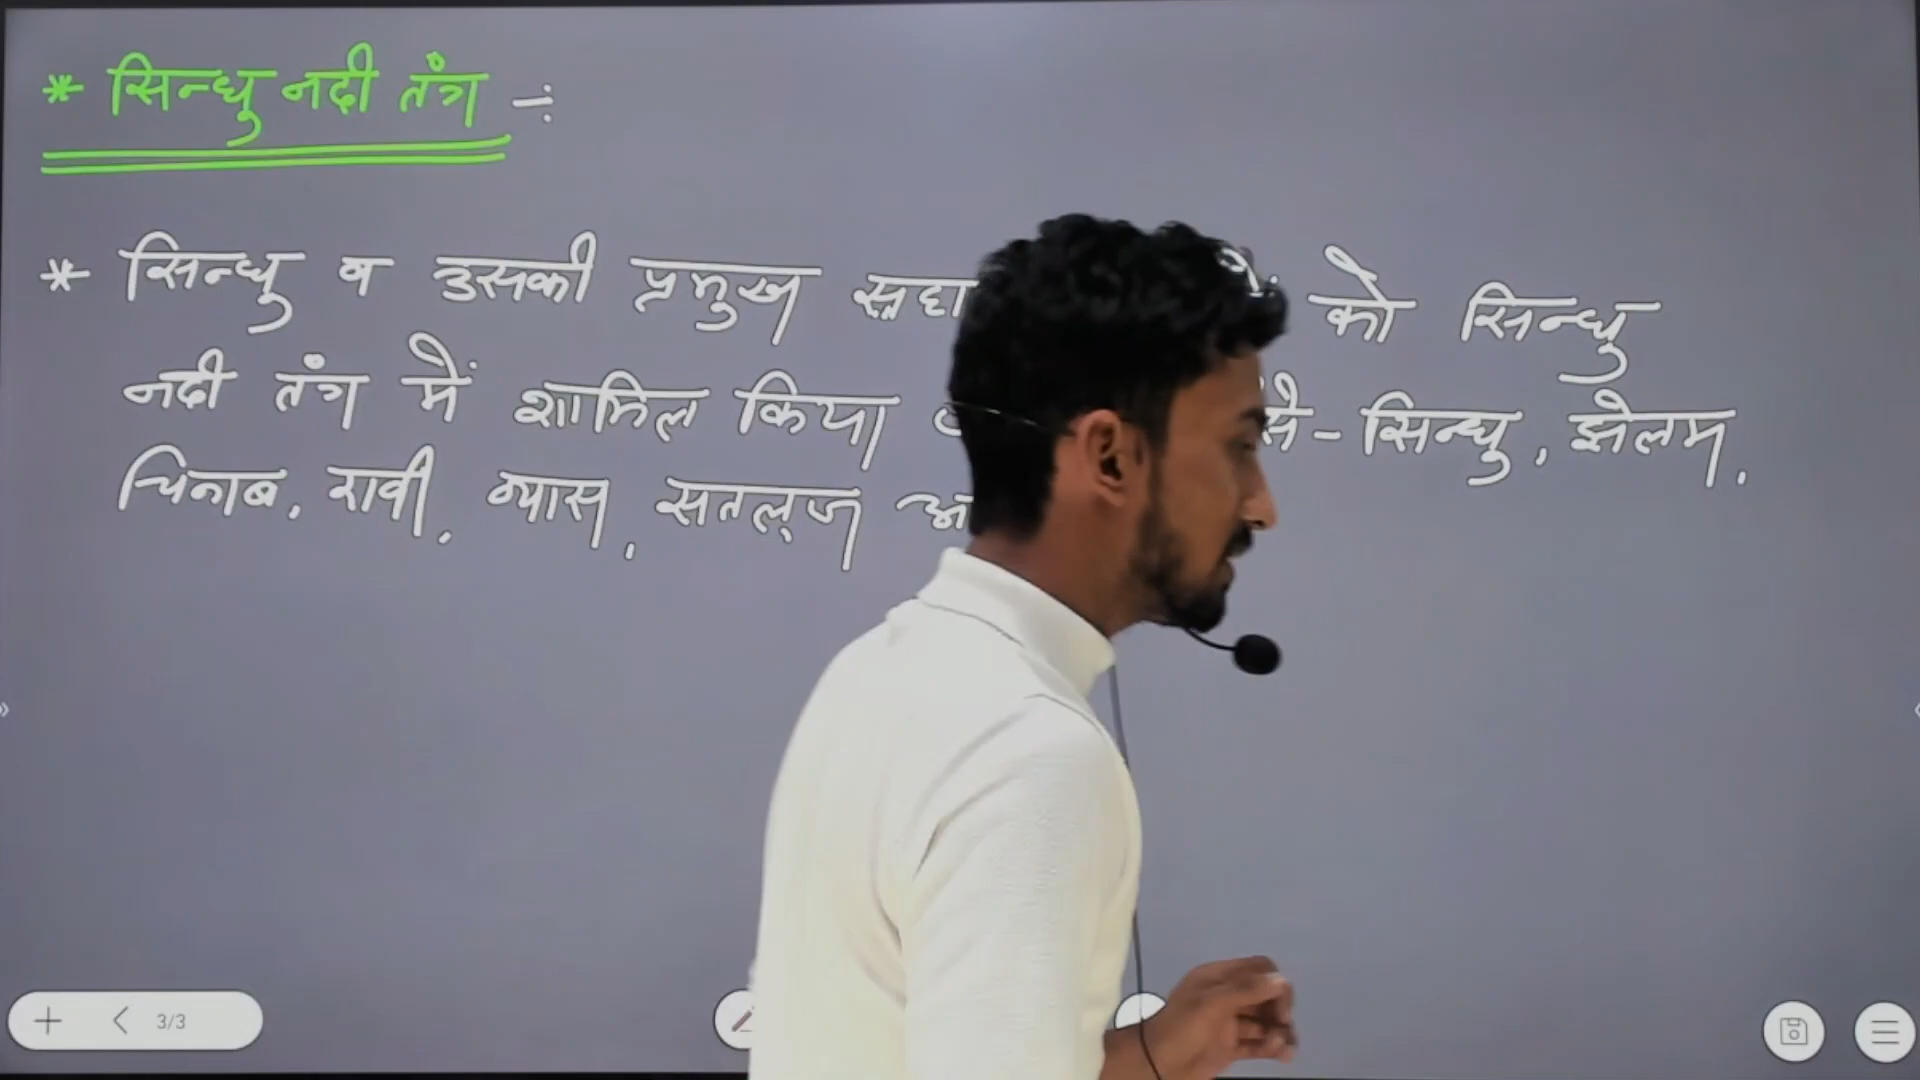 * सिन्धु नदी तंत्र ÷
* सिन्धु व उसकी प्रमुख को सिन्धु
नदी तंत्र में शामिल किया - सिन्धु, झेलम,
चिनाब, रावी, व्यास, सतलज
3/3